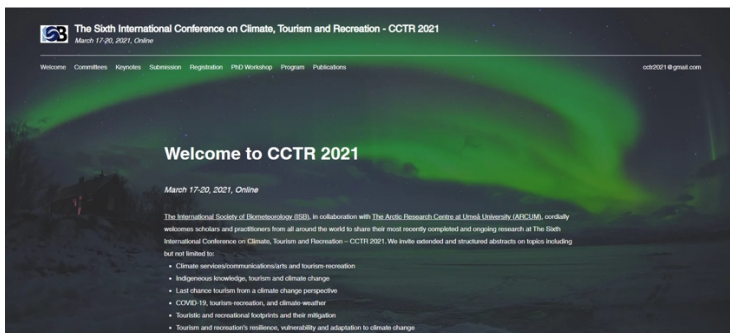 The Sixth International Conference on Climate, Tourism and Recreation - CCTR 2021
March 17-20, 2021, Online
Welcome Committees Keynotes Submission Registration PhD Workshop Program Publications cctr2021@gmail.com
Welcome to CCTR 2021
March 17-20, 2021, Online
The International Society of Biometeorology (ISB), in collaboration with The Arctic Research Centre at Umeå University (ARCUM), cordially
welcomes scholars and practitioners from all around the world to share their most recently completed and ongoing research at The Sixth
International Conference on Climate, Tourism and Recreation – CCTR 2021. We invite extended and structured abstracts on topics including
but not limited to:
• Climate services/communications/arts and tourism-recreation
• Indigenous knowledge, tourism and climate change
• Last chance tourism from a climate change perspective
• COVID-19, tourism-recreation, and climate-weather
• Touristic and recreational footprints and their mitigation
• Tourism and recreation's resilience, vulnerability and adaptation to climate change